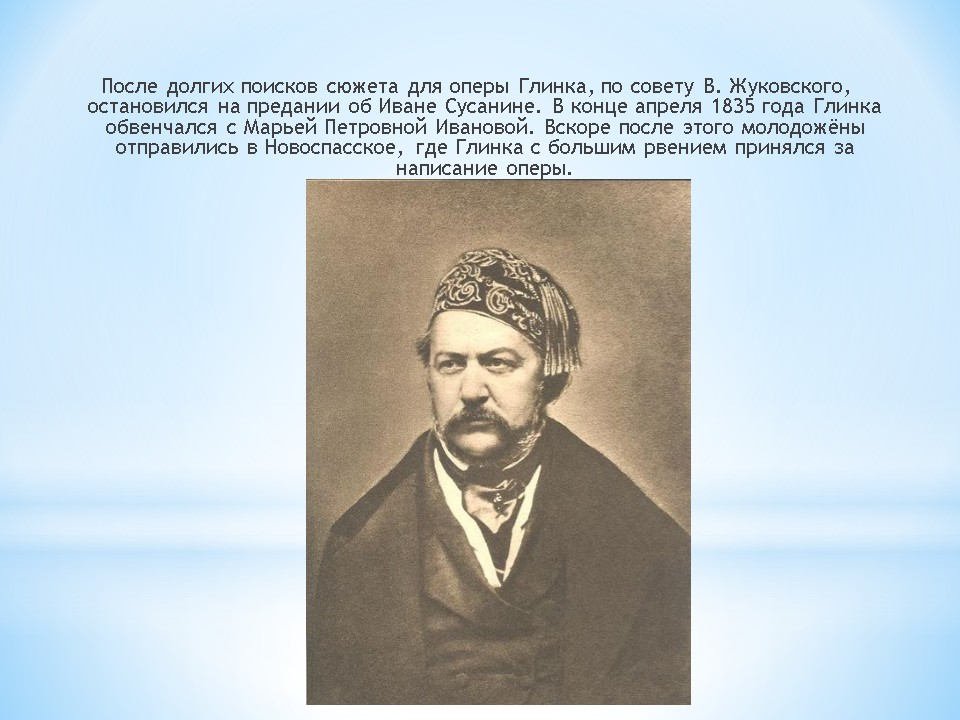 После долгих поисков сюжета для оперы Глинка, по совету В. Жуковского,
остановился на предании об Иване Сусанине. В конце апреля 1835 года Глинка
обвенчался с Марьей Петровной Ивановой. Вскоре после этого молодожёны
отправились в Новоспасское, где Глинка с большим рвением принялся за
написание оперы.